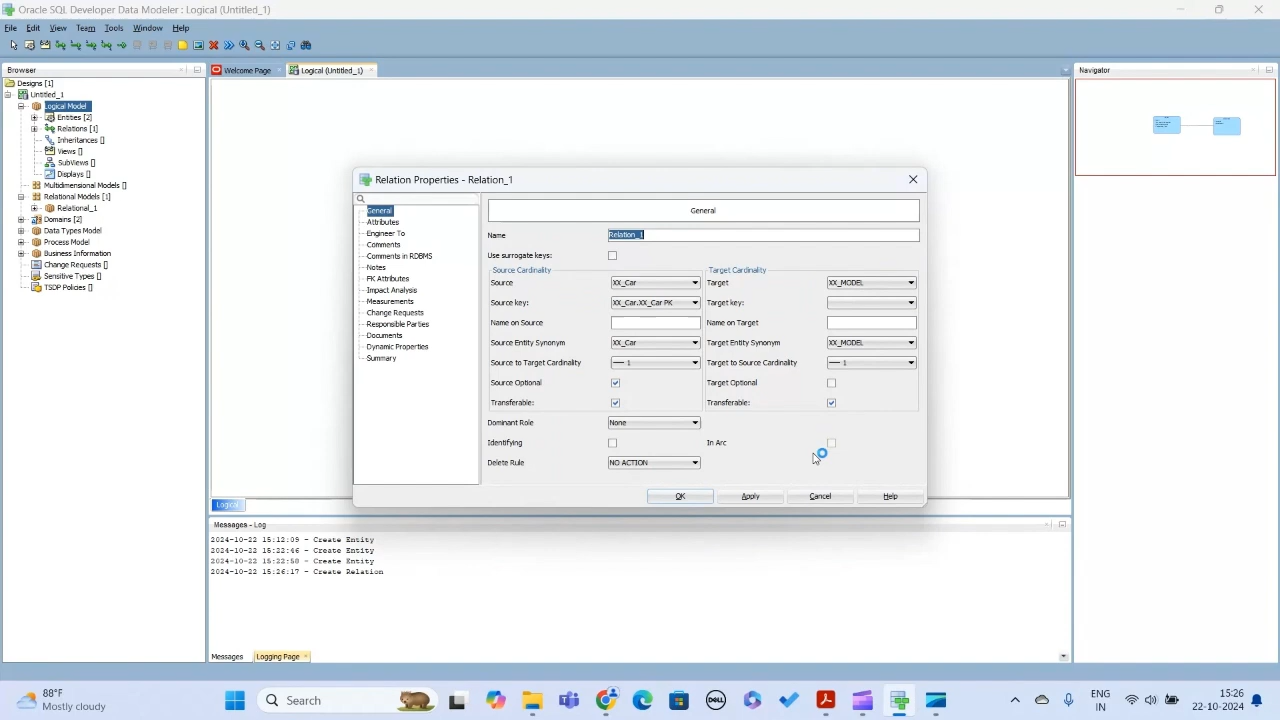 Oracle SQL Developer Data Modeler : Logical (Untitled_1)
File Edit View Team Tools Window Help
Browser
Welcome Page
Logical (Untitled_1)
Navigator
Designs [1]
Untitled_1
Logical Model
Entities [2]
Relations [1]
Inheritances []
Views []
SubViews []
Displays []
Multidimensional Models []
Relational Models [1]
Relational_1
Domains [2]
Data Types Model
Process Model
Business Information
Change Requests []
Sensitive Types []
TSDP Policies []
Relation Properties - Relation_1
General
Attributes
Engineer To
Comments
Comments in RDBMS
Notes
FK Attributes
Impact Analysis
Measurements
Change Requests
Responsible Parties
Documents
Dynamic Properties
Summary
General
Name Relation_1
Use surrogate keys:
Source Cardinality Target Cardinality
Source XX_Car Target XX_MODEL
Source key: XX_Car.XX_Car PK Target key:
Name on Source Name on Target
Source Entity Synonym XX_Car Target Entity Synonym XX_MODEL
Source to Target Cardinality 1 Target to Source Cardinality 1
Source Optional Target Optional
Transferable: Transferable:
Dominant Role None
Identifying In Arc
Delete Rule NO ACTION
OK Apply Cancel Help
Logical
Messages - Log
2024-10-22 15:12:09 - Create Entity
2024-10-22 15:22:46 - Create Entity
2024-10-22 15:22:58 - Create Entity
2024-10-22 15:26:17 - Create Relation
Messages Logging Page
88°F
Mostly cloudy
Search
DELL
ENG
IN
15:26
22-10-2024